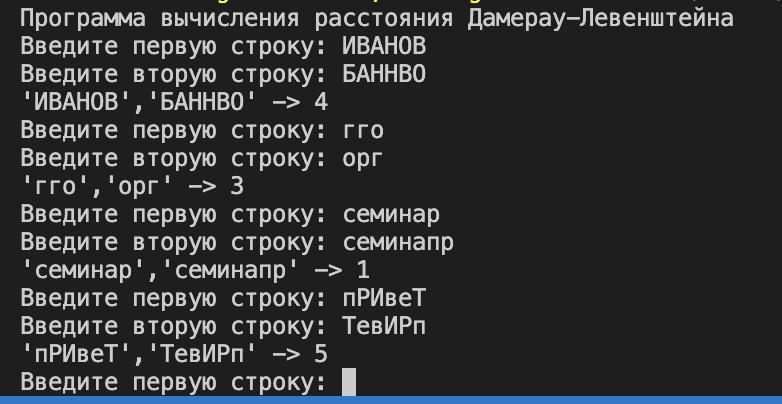 Программа вычисления расстояния Дамерау-Левенштейна
Введите первую строку: ИВАНОВ
Введите вторую строку: БАННВО
'ИВАНОВ','БАННВО' -> 4
Введите первую строку: гго
Введите вторую строку: орг
'гго','орг' -> 3
Введите первую строку: семинар
Введите вторую строку: семинапр
'семинар','семинапр' -> 1
Введите первую строку: пРИвеТ
Введите вторую строку: ТевИРп
'пРИвеТ','ТевИРп' -> 5
Введите первую строку: